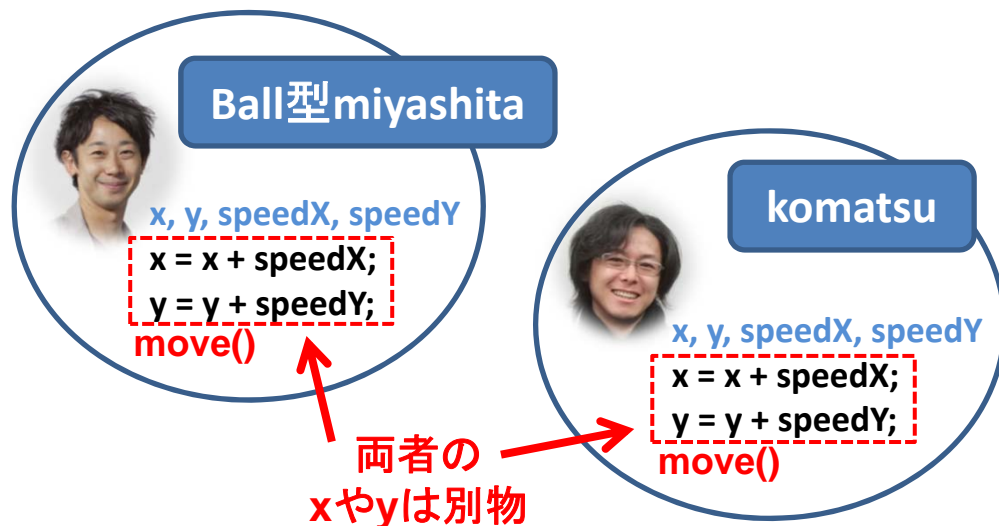 Ball型miyashita
x, y, speedX, speedY
x = x + speedX;
y = y + speedY;
move()
komatsu
x, y, speedX, speedY
x = x + speedX;
y = y + speedY;
move()
両者の
xやyは別物